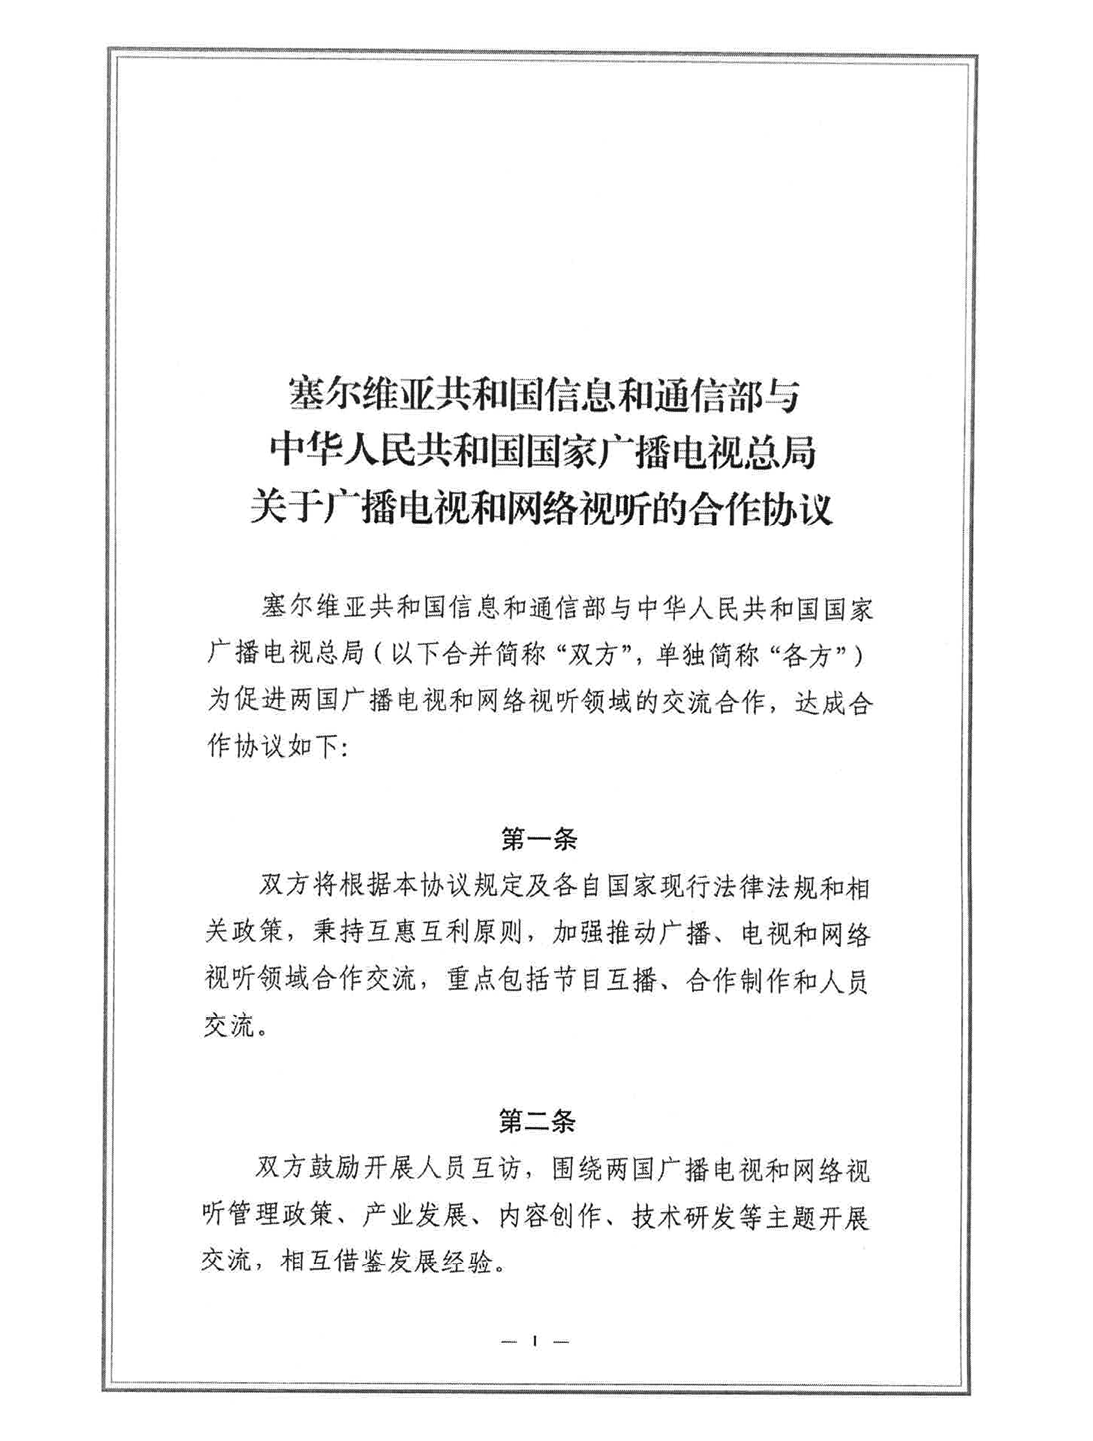 塞尔维亚共和国信息和通信部与
中华人民共和国国家广播电视总局
关于广播电视和网络视听的合作协议
塞尔维亚共和国信息和通信部与中华人民共和国国家
广播电视总局（以下合并简称“双方”，单独简称“各方”）
为促进两国广播电视和网络视听领域的交流合作，达成合
作协议如下：
第一条
双方将根据本协议规定及各自国家现行法律法规和相
关政策，秉持互惠互利原则，加强推动广播、电视和网络
视听领域合作交流，重点包括节目互播、合作制作和人员
交流。
第二条
双方鼓励开展人员互访，围绕两国广播电视和网络视
听管理政策、产业发展、内容创作、技术研发等主题开展
交流，相互借鉴发展经验。
— 1 —